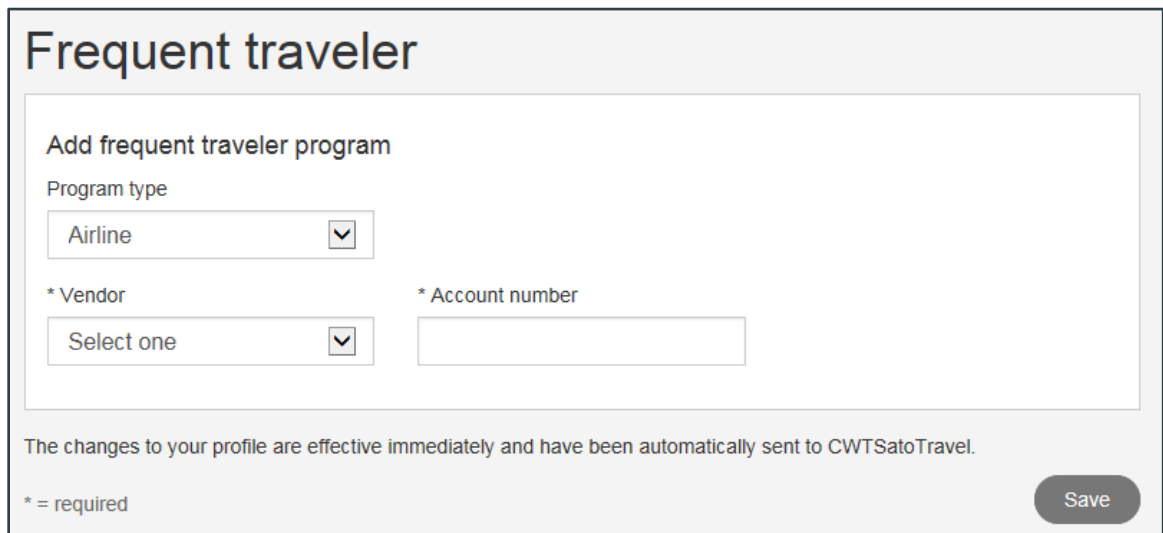 Frequent traveler
Add frequent traveler program
Program type
Airline
* Vendor
* Account number
Select one
The changes to your profile are effective immediately and have been automatically sent to CWTSatoTravel.
* = required
Save